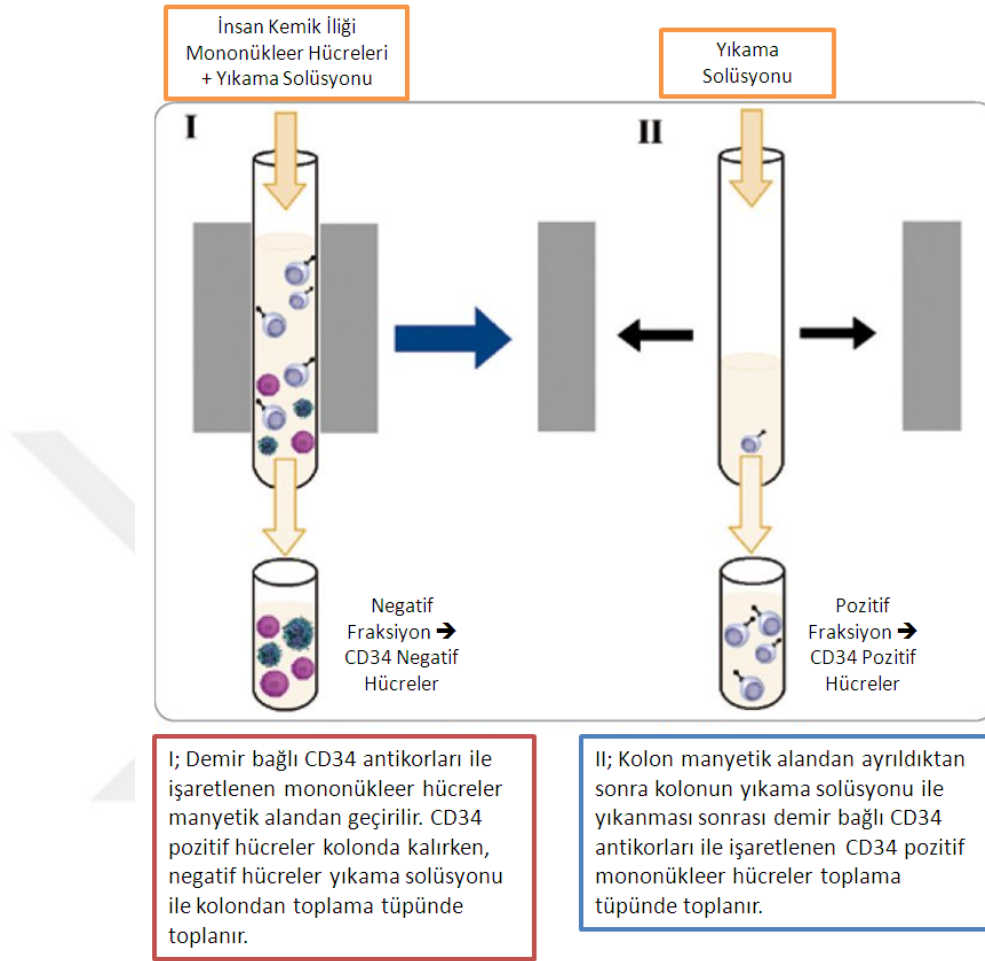 İnsan Kemik İliği
Mononükleer Hücreleri
+ Yıkama Solüsyonu
Yıkama
Solüsyonu
I
II
Negatif
Fraksiyon ➔
CD34 Negatif
Hücreler
Pozitif
Fraksiyon ➔
CD34 Pozitif
Hücreler
I; Demir bağlı CD34 antikorları ile
işaretlenen mononükleer hücreler
manyetik alandan geçirilir. CD34
pozitif hücreler kolonda kalırken,
negatif hücreler yıkama solüsyonu
ile kolondan toplama tüpünde
toplanır.
II; Kolon manyetik alandan ayrıldıktan
sonra kolonun yıkama solüsyonu ile
yıkanması sonrası demir bağlı CD34
antikorları ile işaretlenen CD34 pozitif
mononükleer hücreler toplama
tüpünde toplanır.